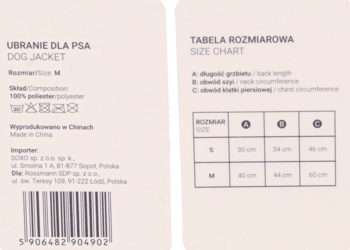 UBRANIE DLA PSA
DOG JACKET
Rozmiar/Size: M
Skład/Composition:
100% poliester/polyester
Wyprodukowano w Chinach
Made in China
Importer:
SOXO sp. z o.o. sp. k.,
ul. Smolna 1 A, 81-877 Sopot, Polska
Dla: Rossmann SDP sp. z o.o.,
ul. św. Teresy 109, 91-222 Łódź, Polska
5 906482 904902
TABELA ROZMIAROWA
SIZE CHART
A: długość grzbietu / back length
B: obwód szyi / neck circumference
C: obwód klatki piersiowej / chest circumference
ROZMIAR SIZE A B C
S 30 cm 34 cm 46 cm
M 40 cm 44 cm 60 cm